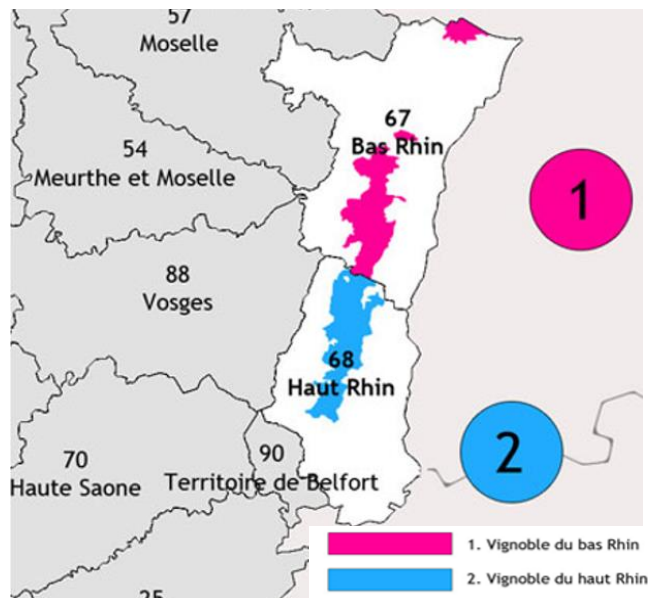 57
Moselle
67
Bas Rhin
54
Meurthe et Moselle
1
88
Vosges
68
Haut Rhin
2
70
Haute Saone
90
Territoire de Belfort
1. Vignoble du bas Rhin
2. Vignoble du haut Rhin
25